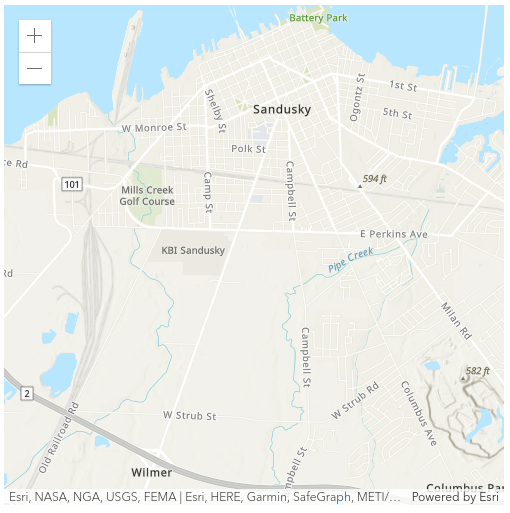 Battery Park
1st St
Ogontz St
Shelby St
Sandusky
5th St
W Monroe St
Polk St
ce Rd
101
594 ft
Mills Creek
Golf Course
Camp St
Campbell St
E Perkins Ave
KBI Sandusky
Pipe Creek
Rd
Milan Rd
Campbell St
582 ft
2
W Strub Rd
Columbus Ave
W Strub St
Old Railroad Rd
Wilmer
mpbell St
Columbus Par
Esri, NASA, NGA, USGS, FEMA | Esri, HERE, Garmin, SafeGraph, METI/... Powered by Esri